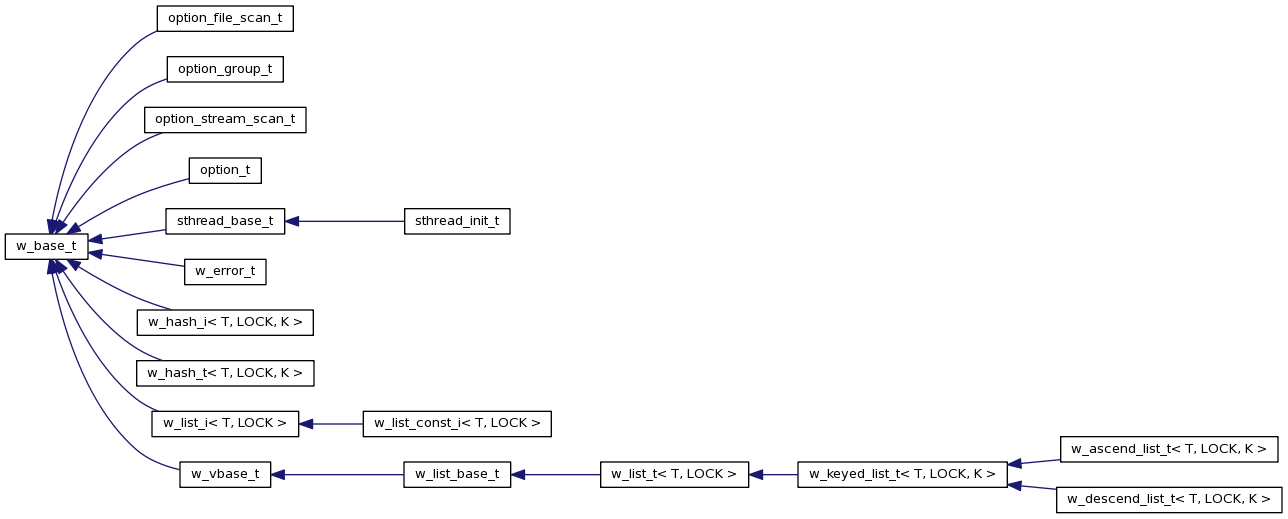 option_file_scan_t
option_group_t
option_stream_scan_t
option_t
sthread_base_t
sthread_init_t
w_base_t
w_error_t
w_hash_i< T, LOCK, K >
w_hash_t< T, LOCK, K >
w_list_i< T, LOCK >
w_list_const_i< T, LOCK >
w_vbase_t
w_list_base_t
w_list_t< T, LOCK >
w_keyed_list_t< T, LOCK, K >
w_ascend_list_t< T, LOCK, K >
w_descend_list_t< T, LOCK, K >